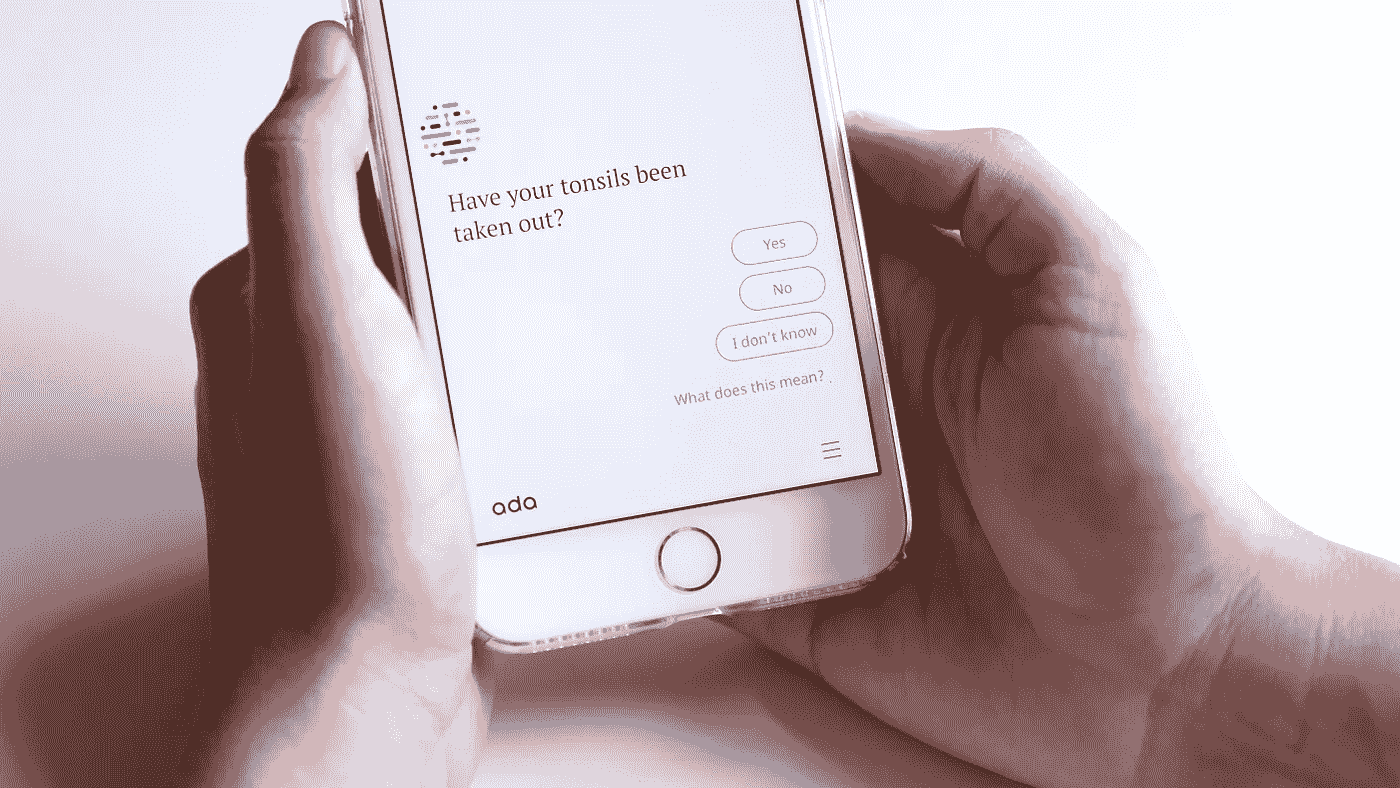 Have your tonsils been
taken out?
Yes
No
I don't know
What does this mean?
ada